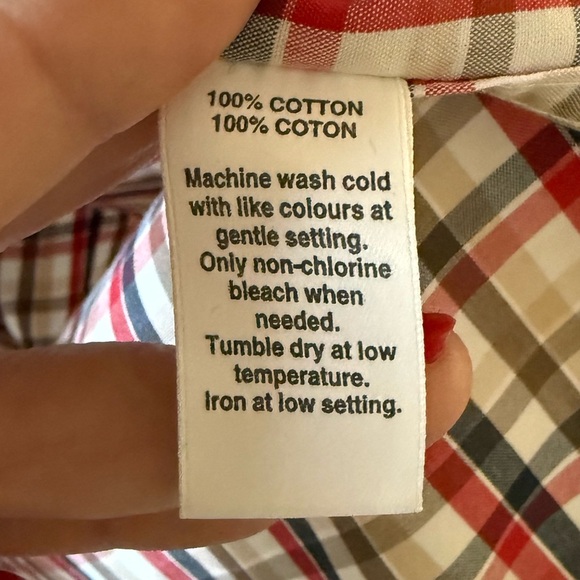 100% COTTON
100% COTON
Machine wash cold
with like colours at
gentle setting.
Only non-chlorine
bleach when
needed.
Tumble dry at low
temperature.
Iron at low setting.